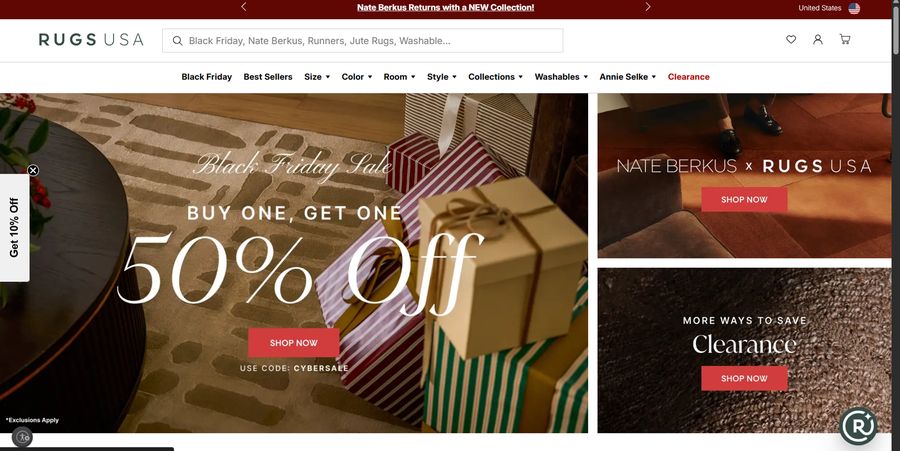 Nate Berkus Returns with a NEW Collection!
United States
RUGS USA
Black Friday, Nate Berkus, Runners, Jute Rugs, Washable...
Black Friday
Best Sellers
Size
Color
Room
Style
Collections
Washables
Annie Selke
Clearance
Get 10% Off
Black Friday Sale
BUY ONE, GET ONE
50% Off
SHOP NOW
USE CODE: CYBERSALE
*Exclusions Apply
NATE BERKUS x RUGS USA
SHOP NOW
MORE WAYS TO SAVE
Clearance
SHOP NOW
R